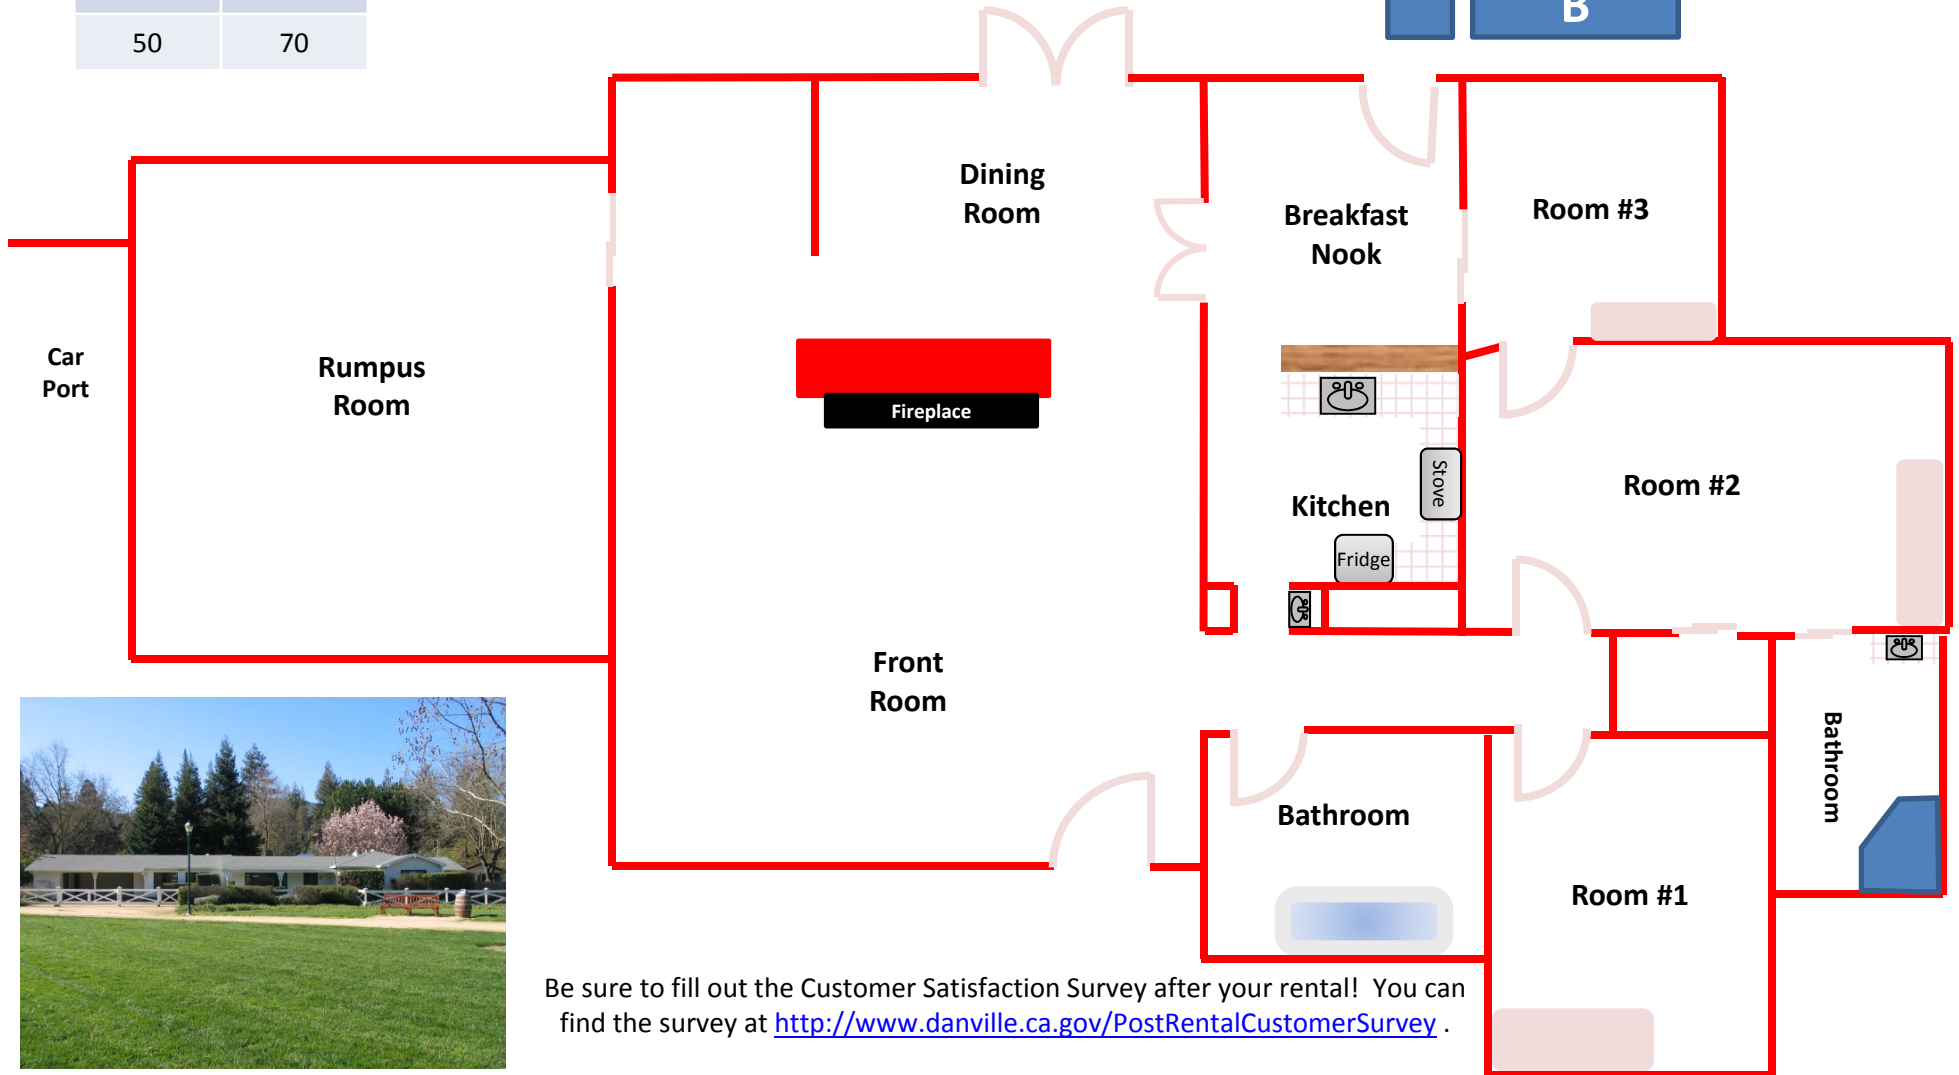 50 70
B
Dining
Room
Breakfast
Nook
Room #3
Car
Port
Rumpus
Room
Fireplace
Stove
Room #2
Kitchen
Fridge
Front
Room
Bathroom
Bathroom
Room #1
Be sure to fill out the Customer Satisfaction Survey after your rental! You can
find the survey at http://www.danville.ca.gov/PostRentalCustomerSurvey .